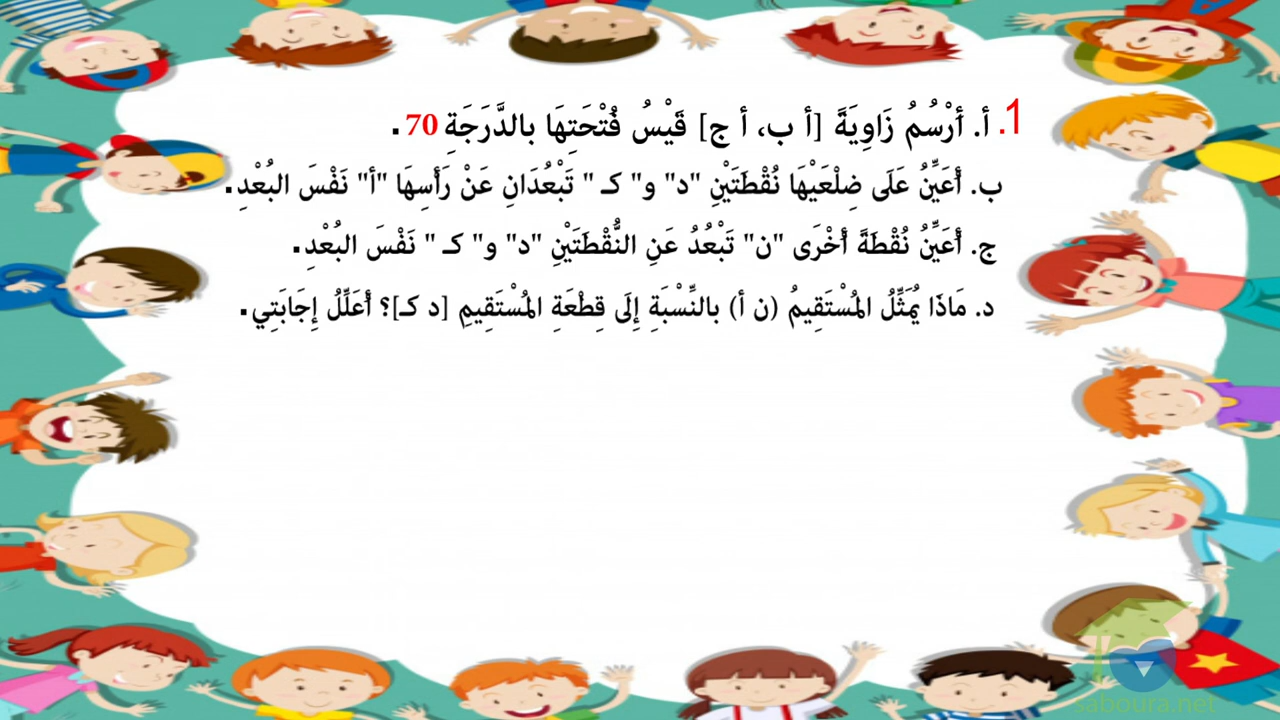 1. أ. أَرْسُمُ زَاوِيَةً [أ ب، أ ج] قَيْسُ فُتْحَتِهَا بالدَّرَجَةِ 70.
ب. أُعَيِّنُ عَلَى ضِلْعَيْهَا نُقْطَتَيْنِ "د" و" كـ " تَبْعُدَانِ عَنْ رَأَسِهَا "أ" نَفْسَ البُعْدِ.
ج. أُعَيِّنُ نُقْطَةً أُخْرَى "ن" تَبْعُدُ عَنِ النُّقْطَتَيْنِ "د" و" كـ " نَفْسَ البُعْدِ.
د. مَاذَا يُمَثِّلُ المُسْتَقِيمُ (ن أ) بالنِّسْبَةِ إِلَى قِطْعَةِ المُسْتَقِيمِ [د كـ]؟ أُعَلِّلُ إِجَابَتِي.
saboura.net